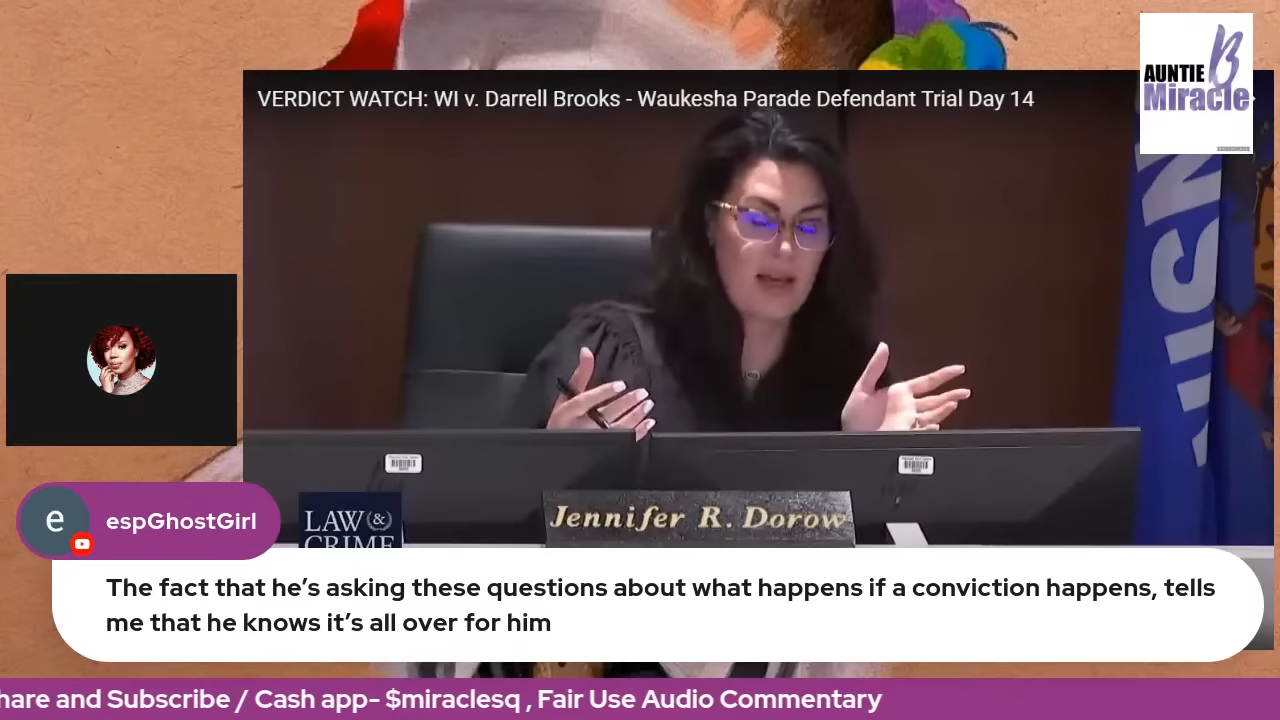 VERDICT WATCH: WI v. Darrell Brooks - Waukesha Parade Defendant Trial Day 14
AUNTIE B
Miracle
Jennifer R. Dorow
LAW &
CRIME
e
espGhostGirl
The fact that he’s asking these questions about what happens if a conviction happens, tells
me that he knows it’s all over for him
hare and Subscribe / Cash app- $miraclesq , Fair Use Audio Commentary